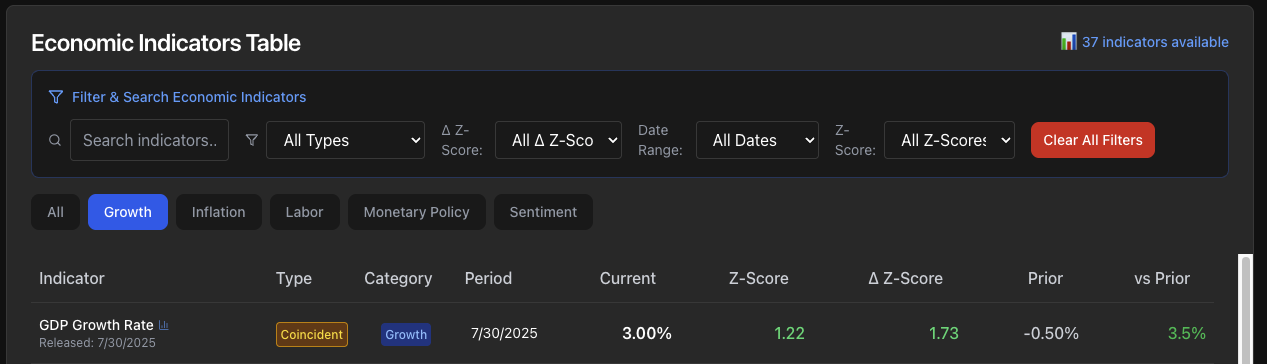 Economic Indicators Table
37 indicators available
Filter & Search Economic Indicators
Search indicators..
All Types
Δ Z-
Score:
All Δ Z-Sco
Date
Range:
All Dates
Z-
Score:
All Z-Scores
Clear All Filters
All
Growth
Inflation
Labor
Monetary Policy
Sentiment
Indicator Type Category Period Current Z-Score Δ Z-Score Prior vs Prior
GDP Growth Rate Coincident Growth 7/30/2025 3.00% 1.22 1.73 -0.50% 3.5%
Released: 7/30/2025